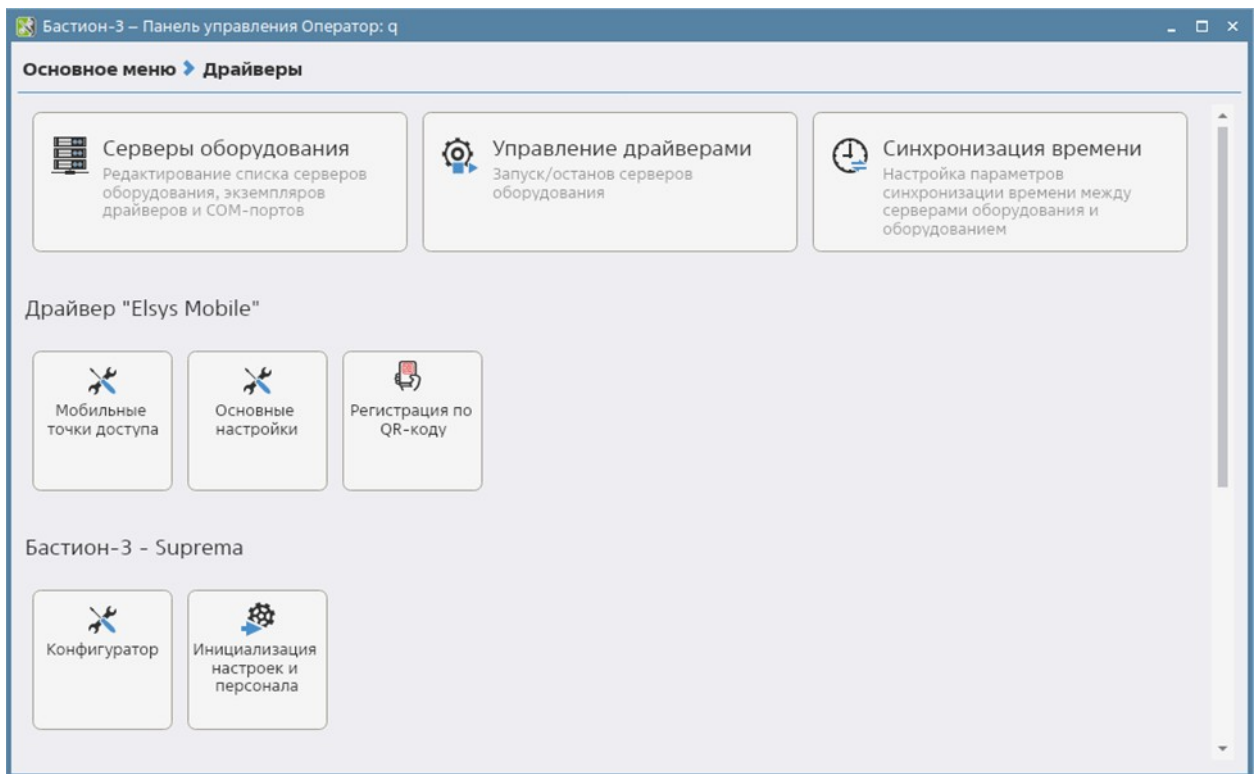 Бастион-3 – Панель управления Оператор: q
Основное меню Драйверы
Серверы оборудования
Редактирование списка серверов
оборудования, экземпляров
драйверов и COM-портов
Управление драйверами
Запуск/останов серверов
оборудования
Синхронизация времени
Настройка параметров
синхронизации времени между
серверами оборудования и
оборудованием
Драйвер "Elsys Mobile"
Мобильные
точки доступа
Основные
настройки
Регистрация по
QR-коду
Бастион-3 - Suprema
Конфигуратор
Инициализация
настроек и
персонала